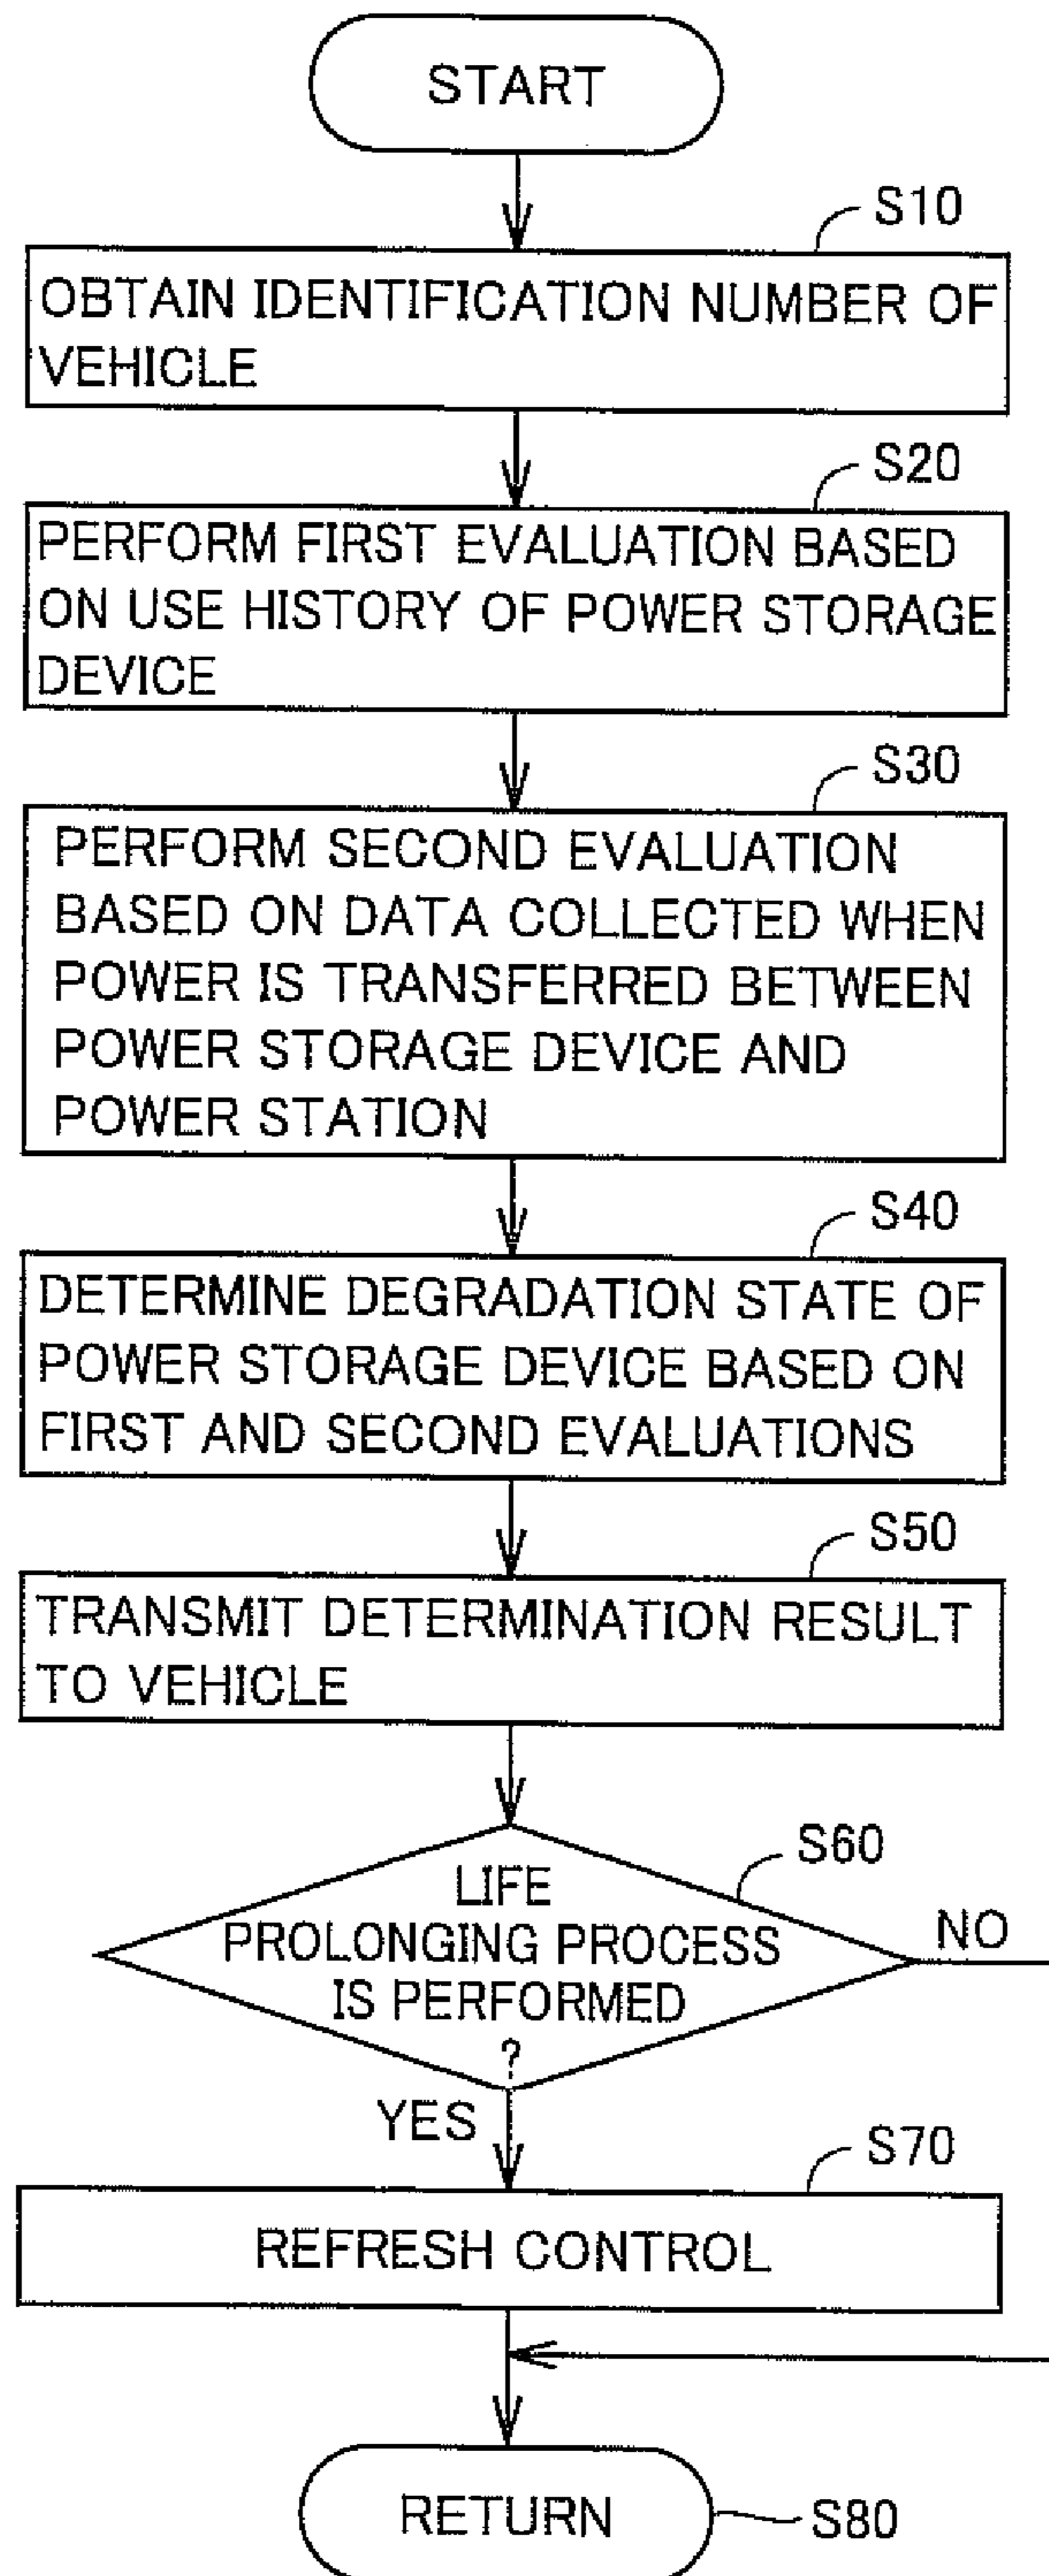 START
S10
OBTAIN IDENTIFICATION NUMBER OF
VEHICLE
S20
PERFORM FIRST EVALUATION BASED
ON USE HISTORY OF POWER STORAGE
DEVICE
S30
PERFORM SECOND EVALUATION
BASED ON DATA COLLECTED WHEN
POWER IS TRANSFERRED BETWEEN
POWER STORAGE DEVICE AND
POWER STATION
S40
DETERMINE DEGRADATION STATE OF
POWER STORAGE DEVICE BASED ON
FIRST AND SECOND EVALUATIONS
S50
TRANSMIT DETERMINATION RESULT
TO VEHICLE
S60
LIFE
PROLONGING PROCESS
IS PERFORMED
?
NO
YES
S70
REFRESH CONTROL
RETURN
S80